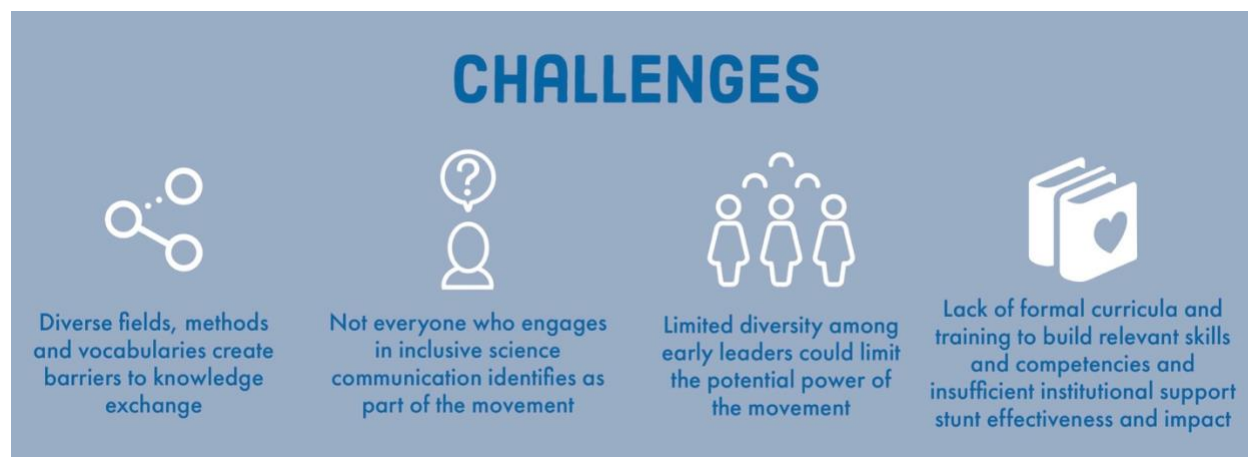 CHALLENGES
?
Diverse fields, methods
and vocabularies create
barriers to knowledge
exchange
Not everyone who engages
in inclusive science
communication identifies as
part of the movement
Limited diversity among
early leaders could limit
the potential power of
the movement
Lack of formal curricula and
training to build relevant skills
and competencies and
insufficient institutional support
stunt effectiveness and impact